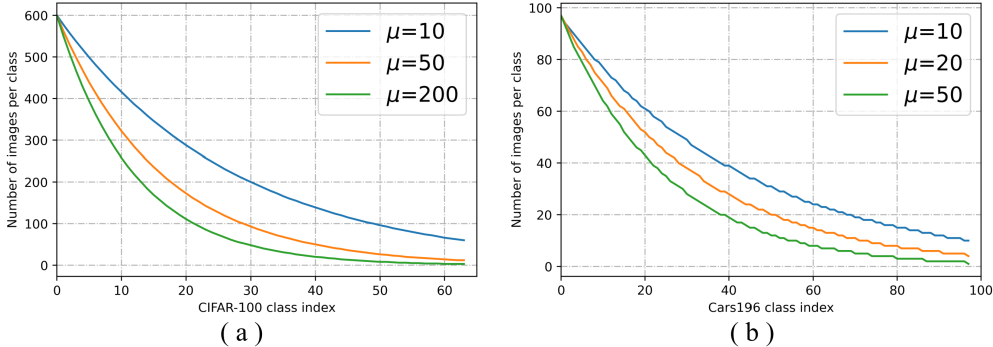 Number of images per class
600
500
400
300
200
100
0
0 10 20 30 40 50 60
CIFAR-100 class index
μ=10
μ=50
μ=200
( a )
Number of images per class
100
80
60
40
20
0
0 20 40 60 80 100
Cars196 class index
μ=10
μ=20
μ=50
( b )